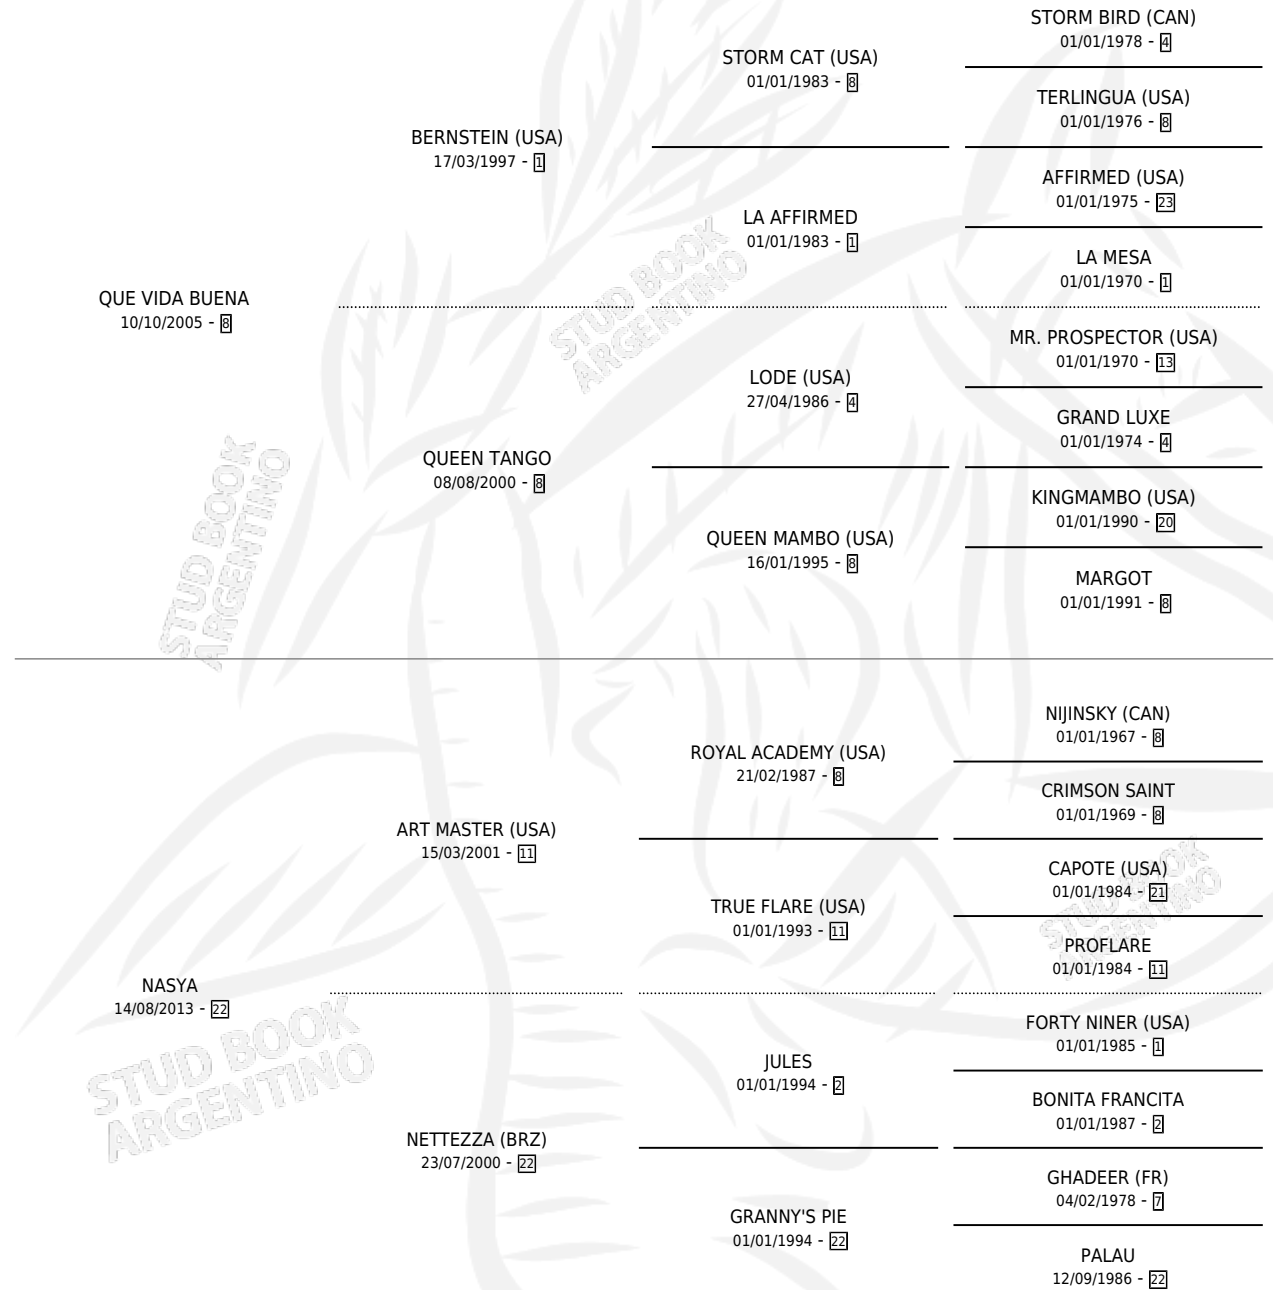 STORM BIRD (CAN)
01/01/1978 - 4
STORM CAT (USA)
01/01/1983 - 8
TERLINGUA (USA)
01/01/1976 - 8
BERNSTEIN (USA)
17/03/1997 - 1
AFFIRMED (USA)
01/01/1975 - 23
LA AFFIRMED
01/01/1983 - 1
LA MESA
01/01/1970 - 1
QUE VIDA BUENA
10/10/2005 - 8
MR. PROSPECTOR (USA)
01/01/1970 - 13
LODE (USA)
27/04/1986 - 4
GRAND LUXE
01/01/1974 - 4
QUEEN TANGO
08/08/2000 - 8
KINGMAMBO (USA)
01/01/1990 - 20
QUEEN MAMBO (USA)
16/01/1995 - 8
MARGOT
01/01/1991 - 8
NIJINSKY (CAN)
01/01/1967 - 8
ROYAL ACADEMY (USA)
21/02/1987 - 8
CRIMSON SAINT
01/01/1969 - 8
ART MASTER (USA)
15/03/2001 - 11
CAPOTE (USA)
01/01/1984 - 21
TRUE FLARE (USA)
01/01/1993 - 11
PROFLARE
01/01/1984 - 11
NASYA
14/08/2013 - 22
FORTY NINER (USA)
01/01/1985 - 1
JULES
01/01/1994 - 2
BONITA FRANCITA
01/01/1987 - 2
NETTEZZA (BRZ)
23/07/2000 - 22
GHADEER (FR)
04/02/1978 - 7
GRANNY'S PIE
01/01/1994 - 22
PALAU
12/09/1986 - 22
STUD BOOK
ARGENTINO
STUD BOOK
ARGENTINO
STUD BOOK
ARGENTINO
STUD BOOK
ARGENTINO